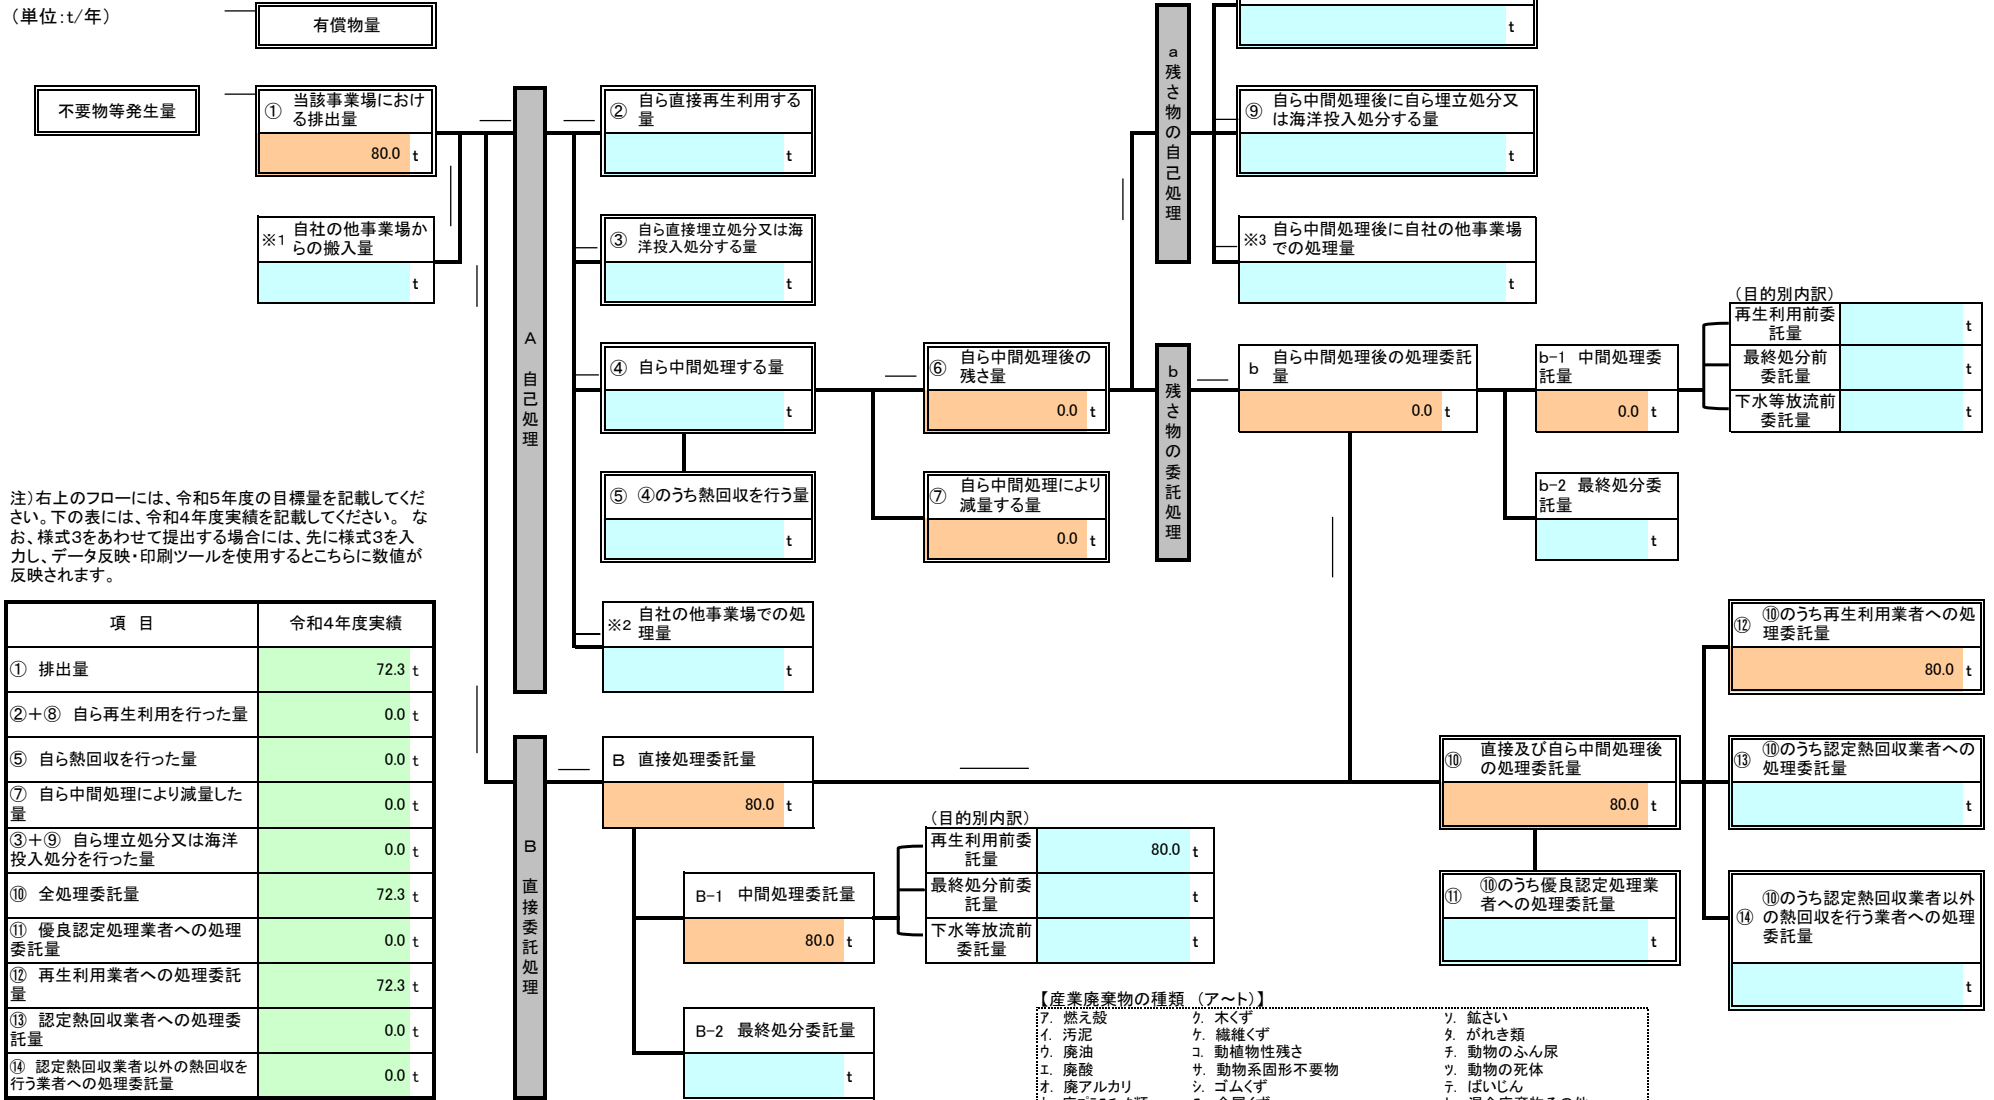 （単位:t/年）
有償物量
t
不要物等発生量
① 当該事業場におけ
る排出量
80.0 t
※1 自社の他事業場か
らの搬入量
t
A 自己処理
② 自ら直接再生利用する
量
t
③ 自ら直接埋立処分又は海
洋投入処分する量
t
④ 自ら中間処理する量
t
⑤ ④のうち熱回収を行う量
t
※2 自社の他事業場での処
理量
t
⑥ 自ら中間処理後の
残さ量
0.0 t
⑦ 自ら中間処理により
減量する量
0.0 t
a 残さ物の自己処理
⑨ 自ら中間処理後に自ら埋立処分又
は海洋投入処分する量
t
※3 自ら中間処理後に自社の他事業場
での処理量
t
b 残さ物の委託処理
b 自ら中間処理後の処理委託
量
0.0 t
b-1 中間処理委
託量
0.0 t
b-2 最終処分委
託量
t
（目的別内訳）
再生利用前委
託量
t
最終処分前
委託量
t
下水等放流前
委託量
t
注）右上のフローには、令和5年度の目標量を記載してくだ
さい。下の表には、令和4年度実績を記載してください。 な
お、様式3をあわせて提出する場合には、先に様式3を入
力し、データ反映・印刷ツールを使用するとこちらに数値が
反映されます。
項 目 令和4年度実績
① 排出量 72.3 t
②＋⑧ 自ら再生利用を行った量 0.0 t
⑤ 自ら熱回収を行った量 0.0 t
⑦ 自ら中間処理により減量した
量 0.0 t
③＋⑨ 自ら埋立処分又は海洋
投入処分を行った量 0.0 t
⑩ 全処理委託量 72.3 t
⑪ 優良認定処理業者への処理
委託量 0.0 t
⑫ 再生利用業者への処理委託
量 72.3 t
⑬ 認定熱回収業者への処理委
託量 0.0 t
⑭ 認定熱回収業者以外の熱回収を
行う業者への処理委託量 0.0 t
B 直接委託処理
B 直接処理委託量
80.0 t
B-1 中間処理委託量
80.0 t
B-2 最終処分委託量
t
（目的別内訳）
再生利用前委
託量
80.0 t
最終処分前委
託量
t
下水等放流前
委託量
t
⑩ 直接及び自ら中間処理後
の処理委託量
80.0 t
⑪ ⑩のうち優良認定処理業
者への処理委託量
t
⑫ ⑩のうち再生利用業者への処
理委託量
80.0 t
⑬ ⑩のうち認定熱回収業者への
処理委託量
t
⑭ ⑩のうち認定熱回収業者以外
の熱回収を行う業者への処理
委託量
t
【産業廃棄物の種類 （ア～ト）】
ア. 燃え殻 ク. 木くず ソ. 鉱さい
イ. 汚泥 ケ. 繊維くず タ. がれき類
ウ. 廃油 コ. 動植物性残さ チ. 動物のふん尿
エ. 廃酸 サ. 動物系固形不要物 ツ. 動物の死体
オ. 廃アルカリ シ. ゴムくず テ. ばいじん